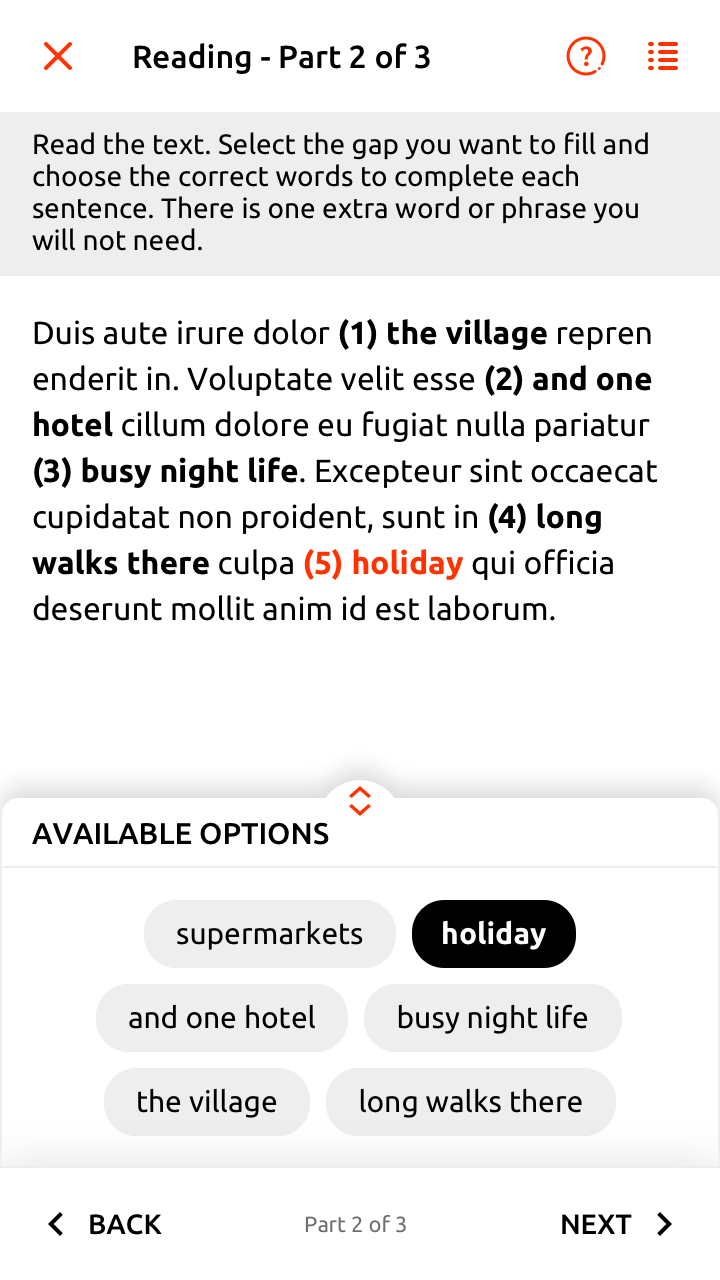 Reading - Part 2 of 3
?
Read the text. Select the gap you want to fill and
choose the correct words to complete each
sentence. There is one extra word or phrase you
will not need.
Duis aute irure dolor (1) the village repren
enderit in. Voluptate velit esse (2) and one
hotel cillum dolore eu fugiat nulla pariatur
(3) busy night life. Excepteur sint occaecat
cupidatat non proident, sunt in (4) long
walks there culpa (5) holiday qui officia
deserunt mollit anim id est laborum.
AVAILABLE OPTIONS
supermarkets holiday
and one hotel busy night life
the village long walks there
BACK Part 2 of 3 NEXT